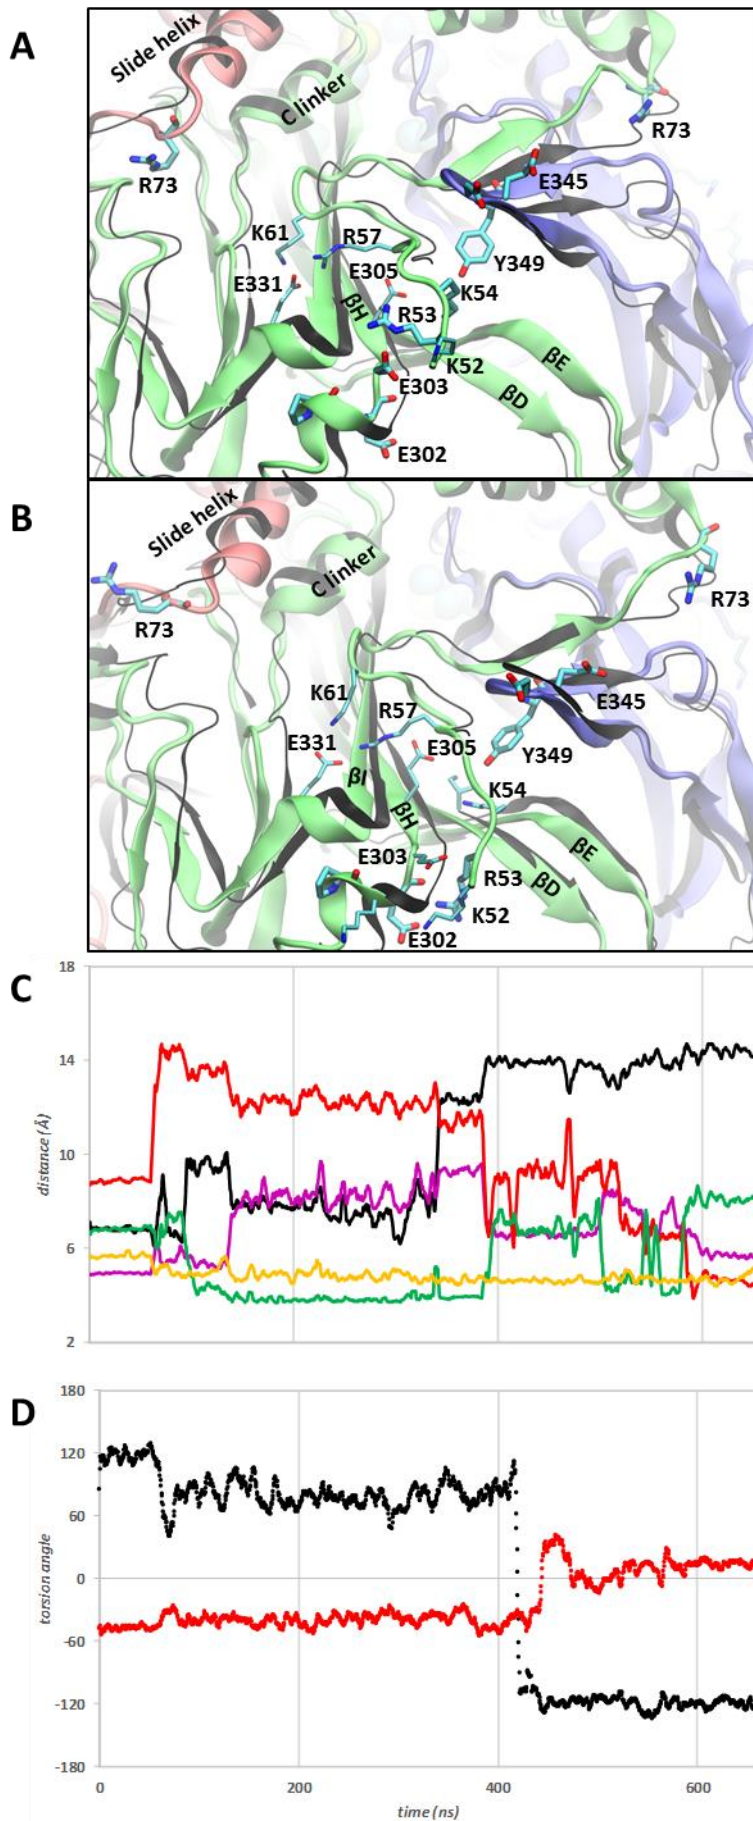 A
Slide helix
C linker
R73
R73
E345
K61
R57
Y349
E331
E305
K54
βH
R53
K52
βE
E303
βD
E302
B
Slide helix
C linker
R73
R73
K61
R57
E345
E331
E305
Y349
βI
K54
βH
βE
E303
R53
βD
K52
E302
C
18
14
10
6
2
distance (Å)
D
180
120
60
0
-60
-120
-180
torsion angle
0 200 400 600
time (ns)